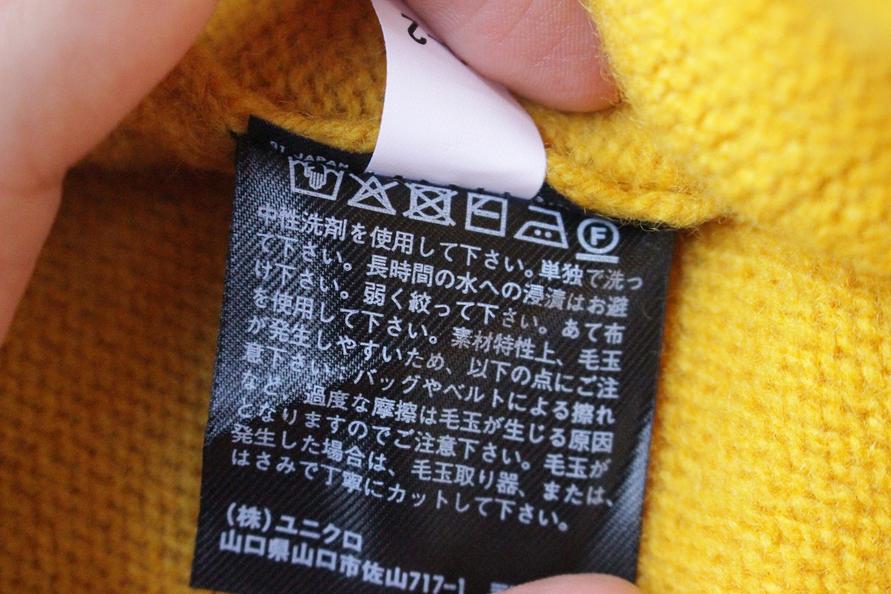 て
JAPAN
F
中性洗剤を使用して下さい。単独で洗っ
て下さい。長時間の水への浸漬はお避
け下さい。弱く絞って下さい。あて布
を使用して下さい。素材特性上、毛玉
が発生しやすいため、以下の点にご注
意下さい。バッグやベルトによる擦れ
など、過度な摩擦は毛玉が生じる原因
となりますのでご注意下さい。毛玉が
発生した場合は、毛玉取り器、または、
はさみで丁寧にカットして下さい。
(株)ユニクロ
山口県山口市佐山717-1